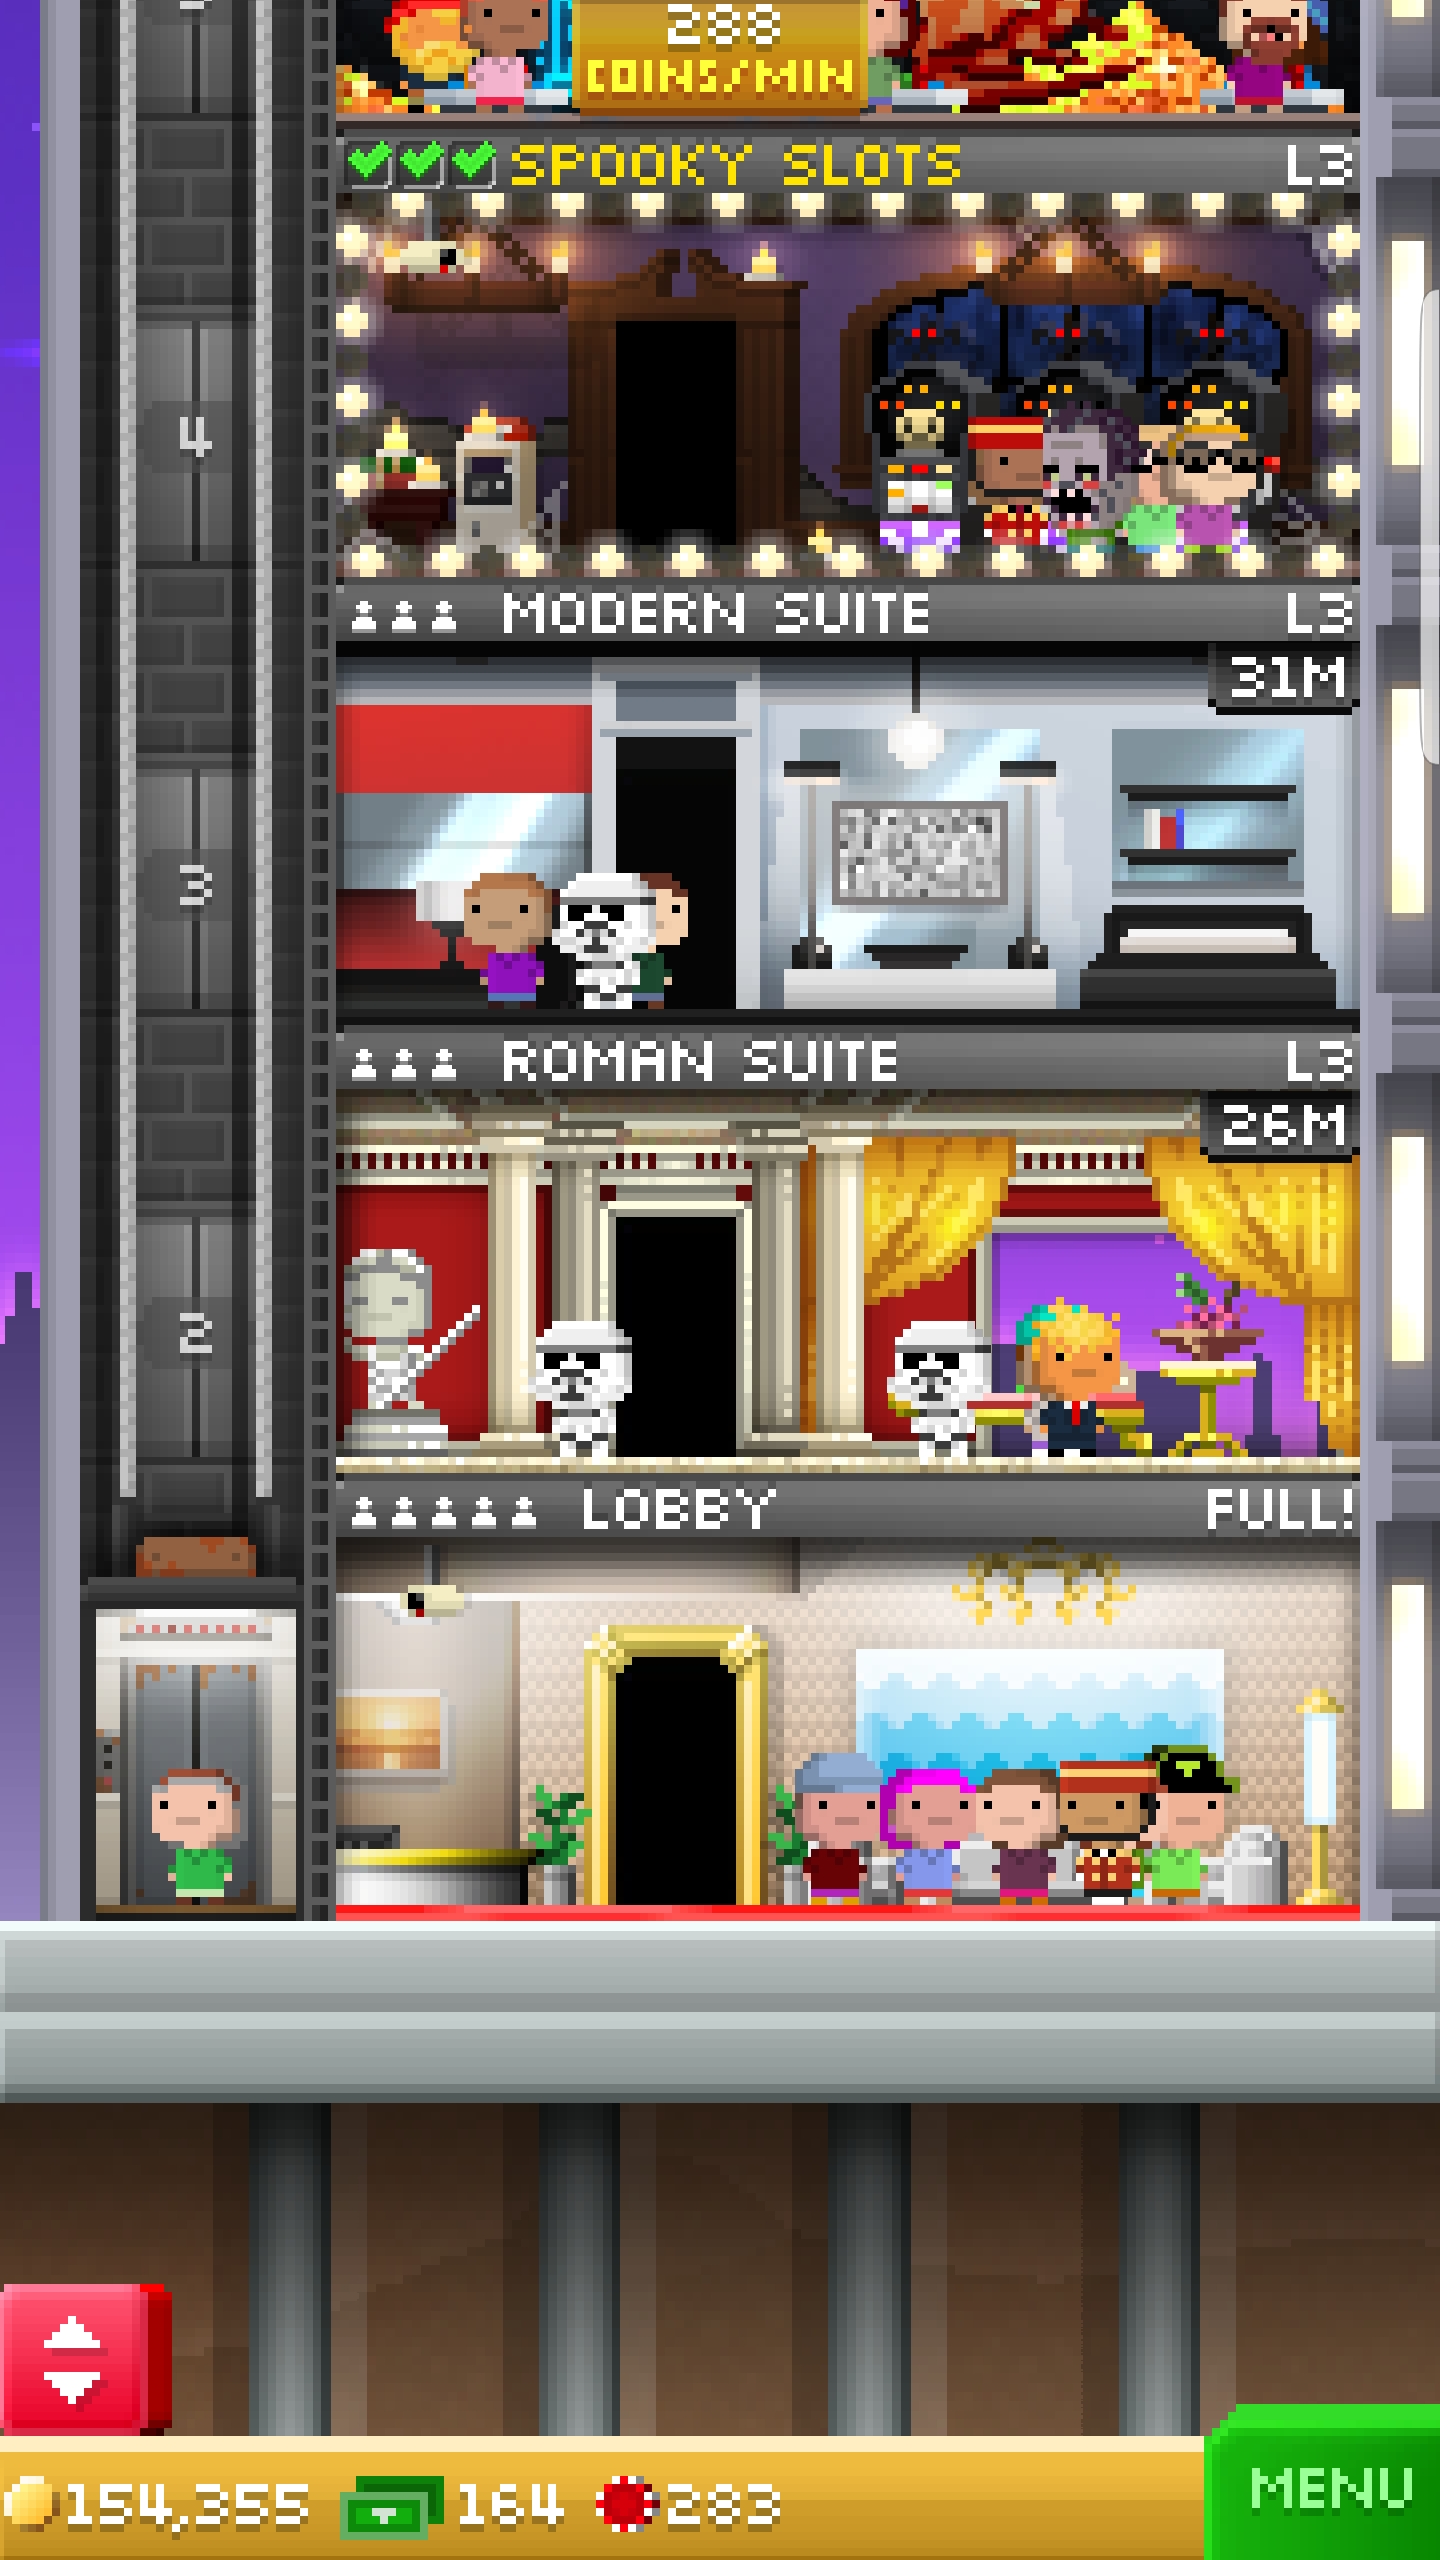 288
COINS/MIN
SPOOKY SLOTS L3
4
MODERN SUITE L3
31M
3
ROMAN SUITE L3
26M
2
LOBBY FULL!
MENU
154,355 164 283